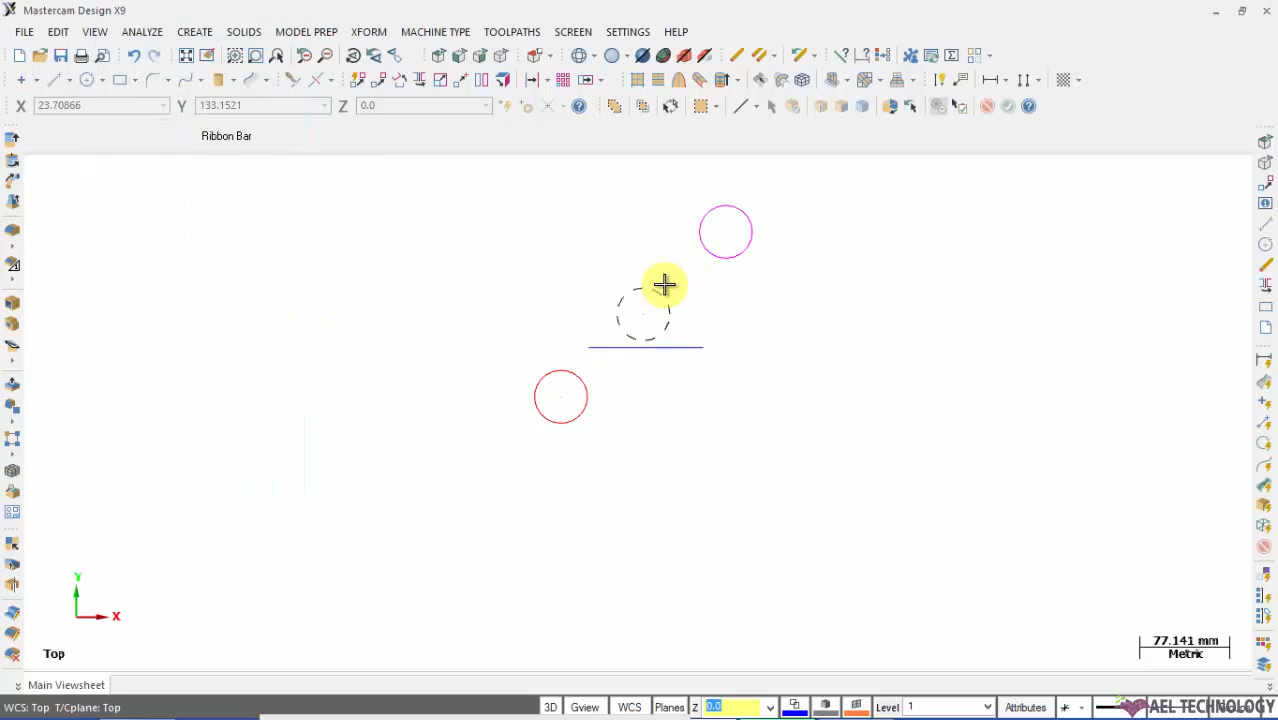 Mastercam Design X9
FILE EDIT VIEW ANALYZE CREATE SOLIDS MODEL PREP XFORM MACHINE TYPE TOOLPATHS SCREEN SETTINGS HELP
X 23.70866 Y 133.1521 Z 0.0
Ribbon Bar
Y
X
Top
77.141 mm
Metric
Main Viewsheet
WCS: Top T/Cplane: Top 3D Gview WCS Planes Z 0.0 Level 1 Attributes
AEL TECHNOLOGY